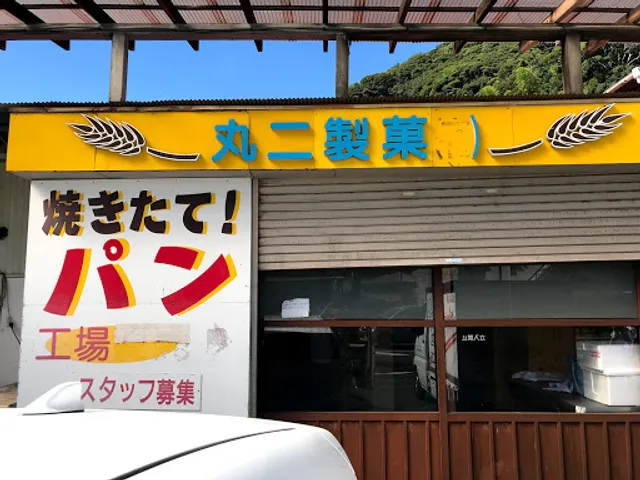 丸二製菓
焼きたて!
パン
工場
スタッフ募集